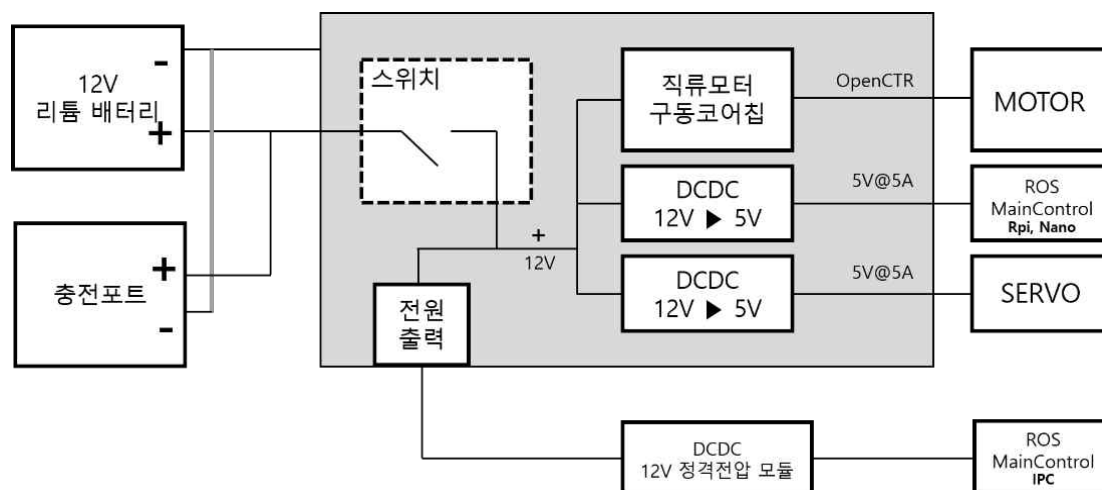 -
12V
리튬 배터리
+
+
충전포트
-
스위치
+
12V
전원
출력
직류모터
구동코어칩
DCDC
12V ▶ 5V
DCDC
12V ▶ 5V
OpenCTR
5V@5A
5V@5A
MOTOR
ROS
MainControl
Rpi, Nano
SERVO
DCDC
12V 정격전압 모듈
ROS
MainControl
IPC